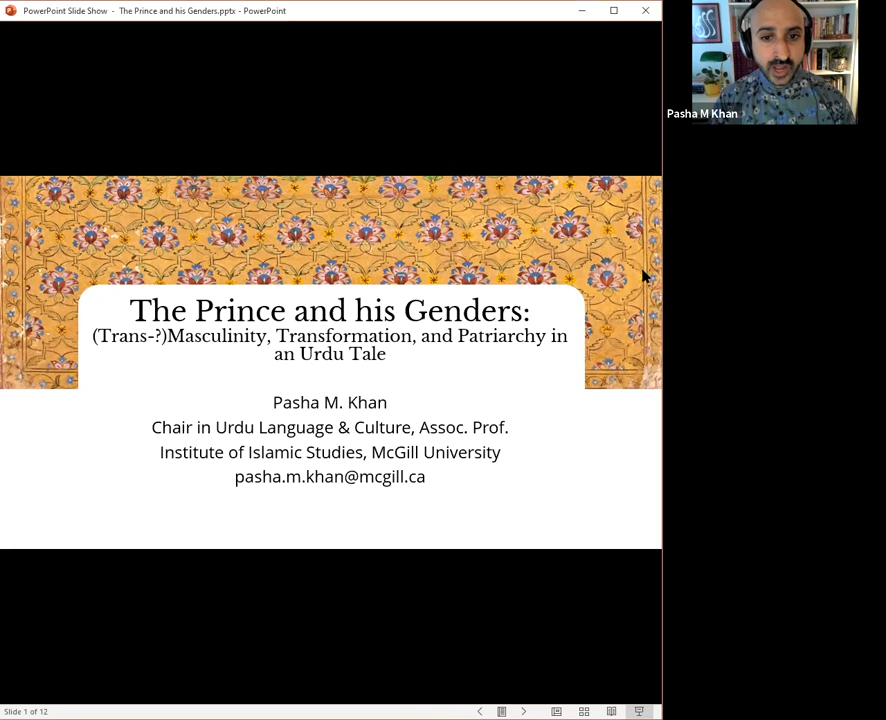 PowerPoint Slide Show - The Prince and his Genders.pptx - PowerPoint
Pasha M Khan
The Prince and his Genders:
(Trans-?)Masculinity, Transformation, and Patriarchy in
an Urdu Tale
Pasha M. Khan
Chair in Urdu Language & Culture, Assoc. Prof.
Institute of Islamic Studies, McGill University
pasha.m.khan@mcgill.ca
Slide 1 of 12